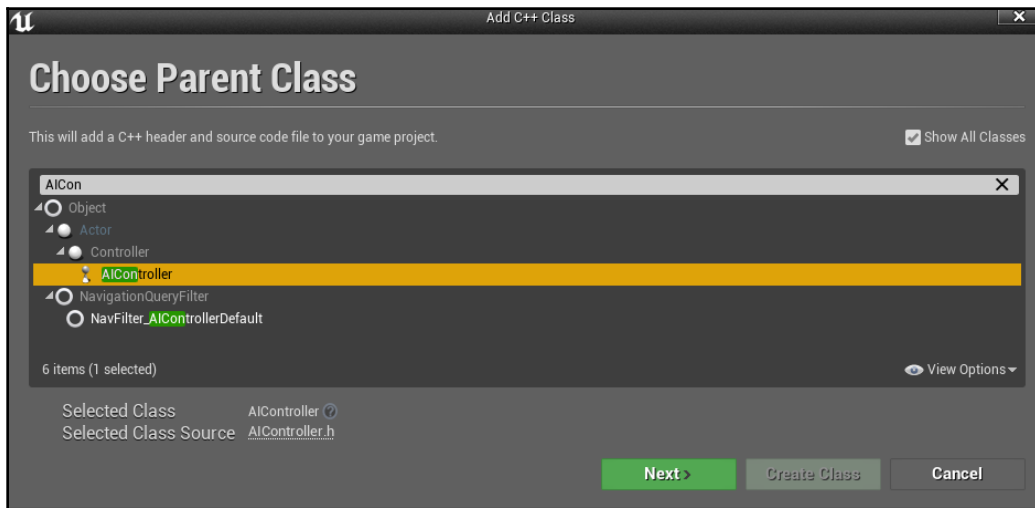 Add C++ Class
Choose Parent Class
This will add a C++ header and source code file to your game project.
Show All Classes
AICon
Object
Actor
Controller
AIController
NavigationQueryFilter
NavFilter_AIControllerDefault
6 items (1 selected)
View Options
Selected Class AIController ?
Selected Class Source AIController.h
Next >
Create Class
Cancel